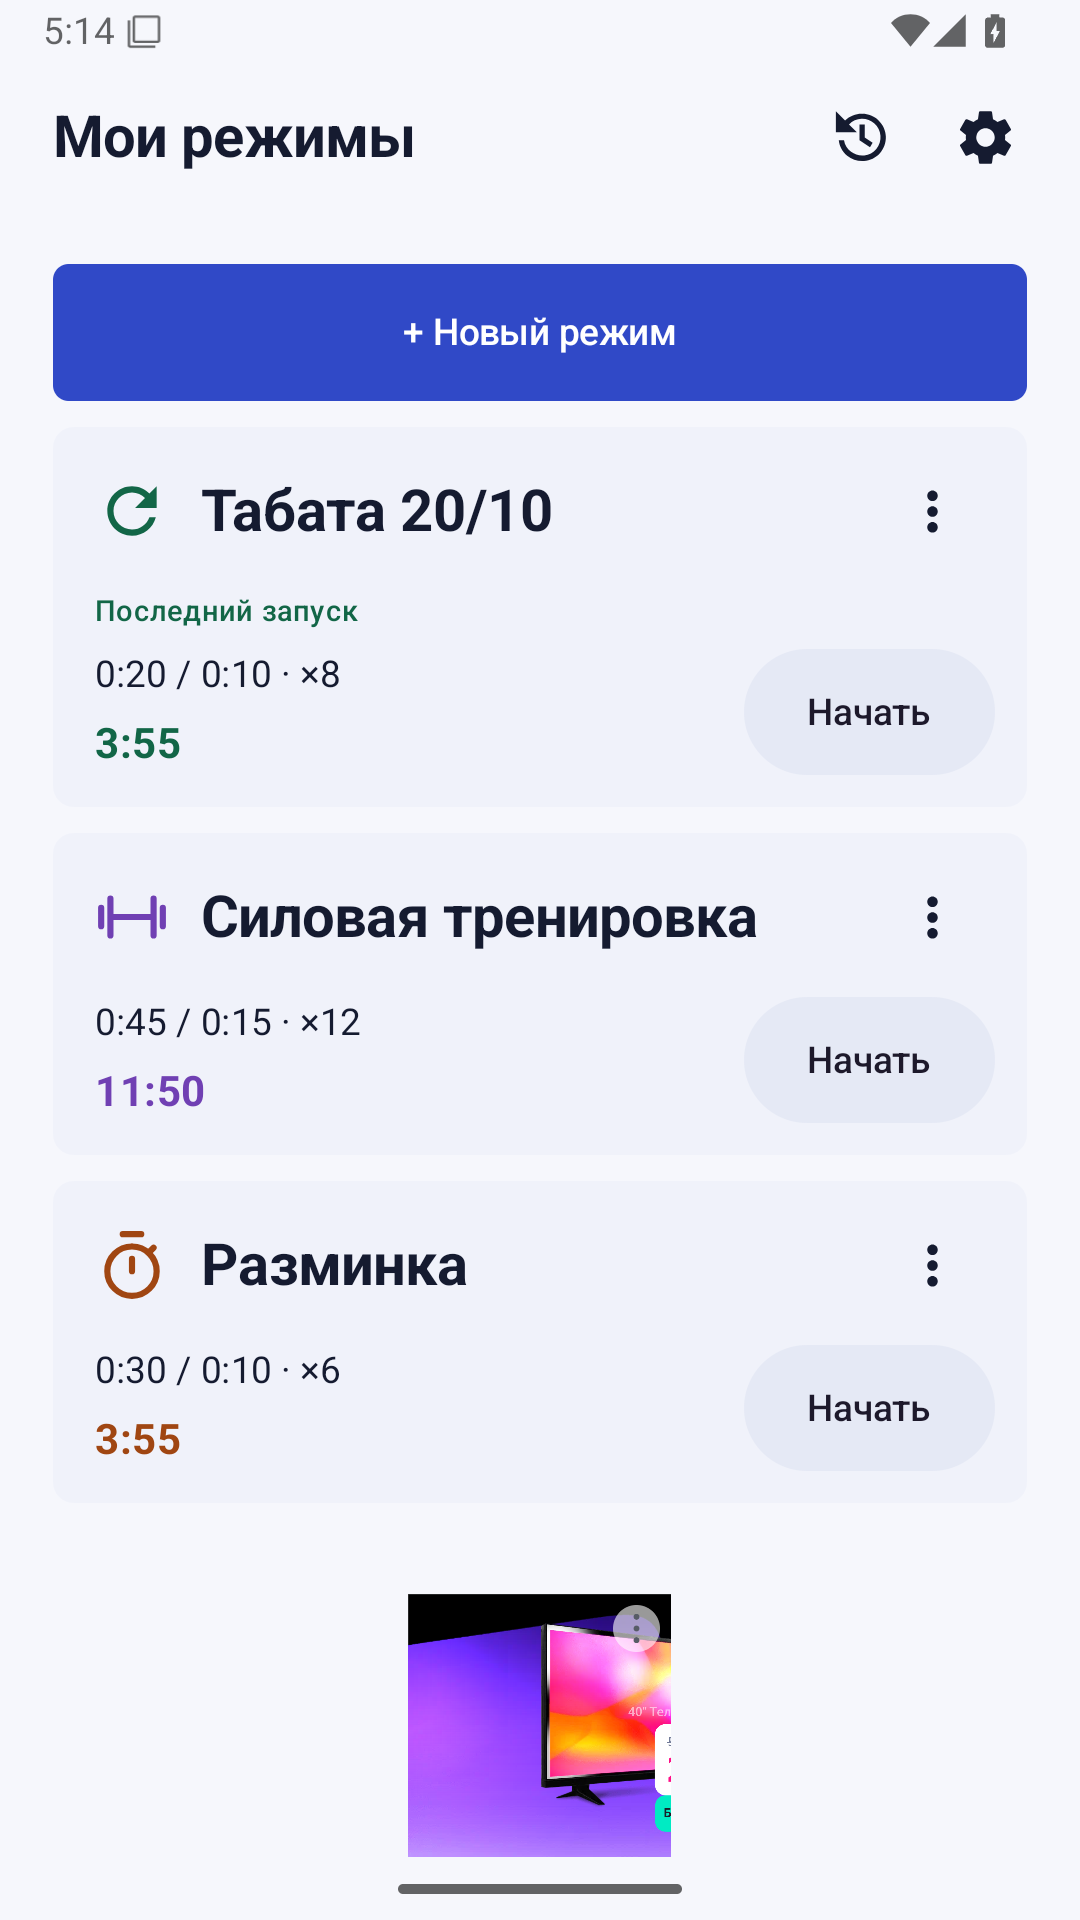 5:14
Мои режимы
+ Новый режим
Табата 20/10
Последний запуск
0:20 / 0:10 · ×8
3:55
Начать
Силовая тренировка
0:45 / 0:15 · ×12
11:50
Начать
Разминка
0:30 / 0:10 · ×6
3:55
Начать
40" Тел